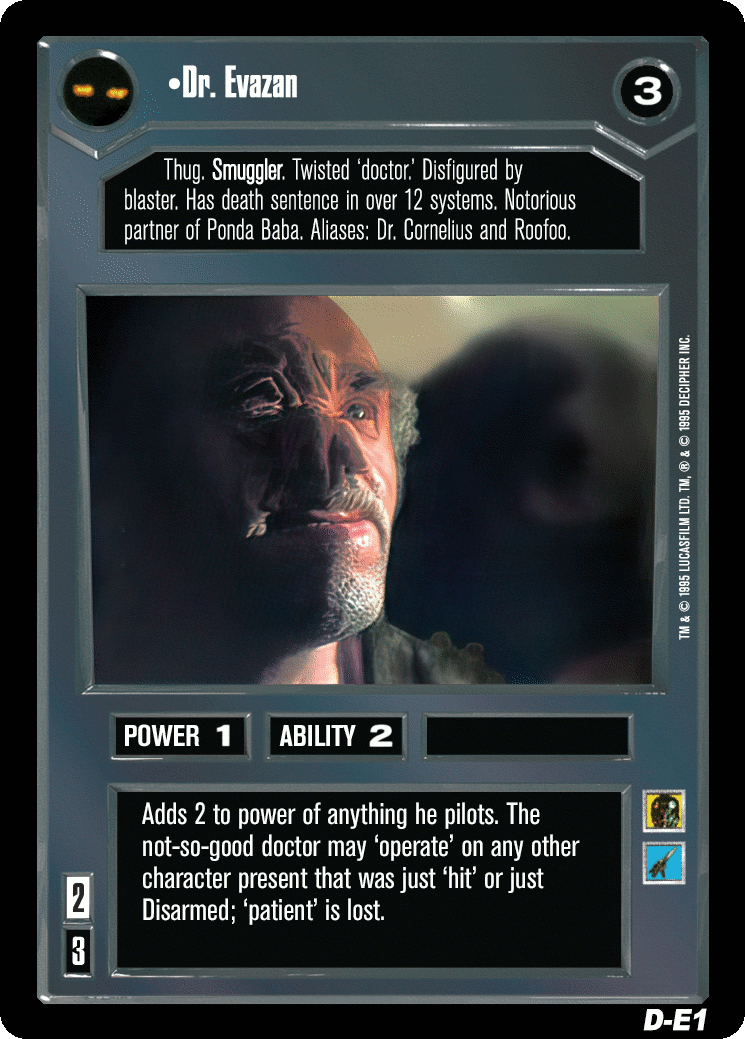 •Dr. Evazan
3
Thug. Smuggler. Twisted ‘doctor.’ Disfigured by
blaster. Has death sentence in over 12 systems. Notorious
partner of Ponda Baba. Aliases: Dr. Cornelius and Roofoo.
TM & © 1995 LUCASFILM LTD. TM, ® & © 1995 DECIPHER INC.
POWER 1
ABILITY 2
Adds 2 to power of anything he pilots. The
not-so-good doctor may ‘operate’ on any other
character present that was just ‘hit’ or just
Disarmed; ‘patient’ is lost.
2
3
D-E1